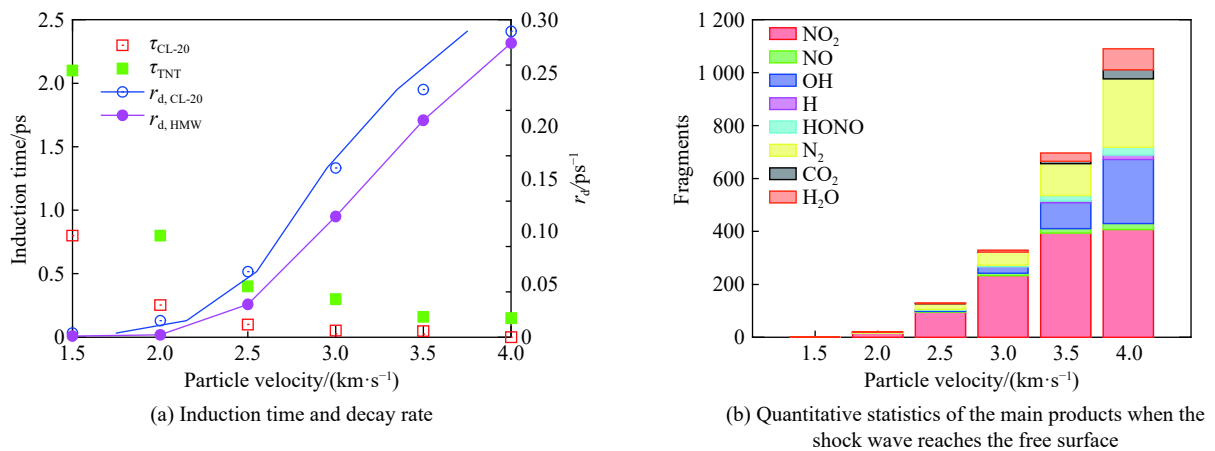 2.5
2.0
1.5
1.0
0.5
0
Induction time/ps
τCL-20
τTNT
rd, CL-20
rd, HMW
0.30
0.25
0.20
0.15
0.10
0.05
0
rd/ps⁻¹
1.5 2.0 2.5 3.0 3.5 4.0
Particle velocity/(km·s⁻¹)
(a) Induction time and decay rate
1 200
1 000
800
600
400
200
0
Fragments
NO₂
NO
OH
H
HONO
N₂
CO₂
H₂O
1.5 2.0 2.5 3.0 3.5 4.0
Particle velocity/(km·s⁻¹)
(b) Quantitative statistics of the main products when the
shock wave reaches the free surface